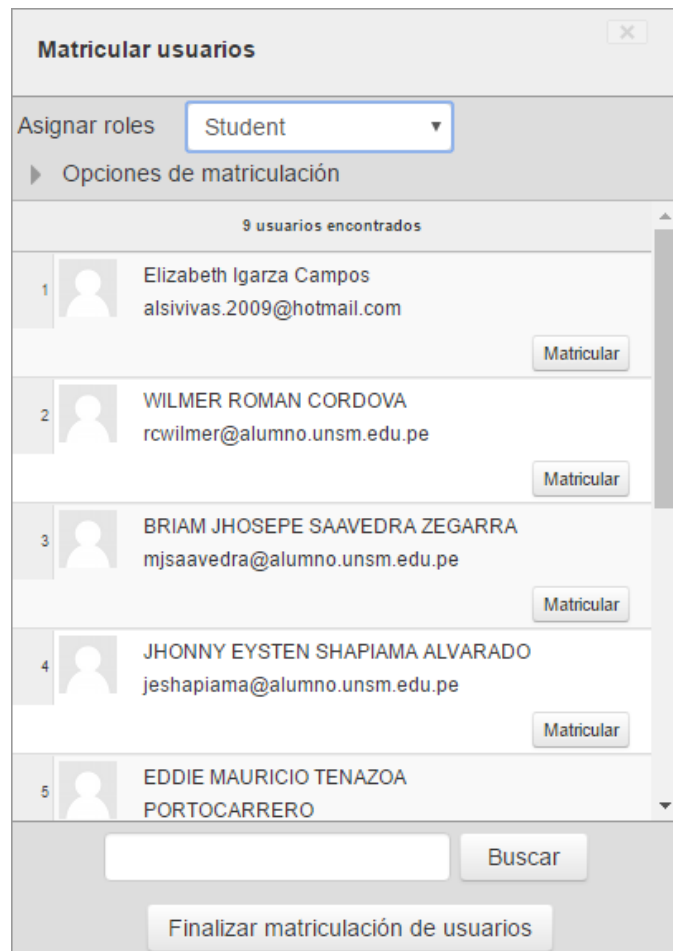 Matricular usuarios
Asignar roles Student
Opciones de matriculación
9 usuarios encontrados
1 Elizabeth Igarza Campos
alsivivas.2009@hotmail.com
Matricular
2 WILMER ROMAN CORDOVA
rcwilmer@alumno.unsm.edu.pe
Matricular
3 BRIAM JHOSEPE SAAVEDRA ZEGARRA
mjsaavedra@alumno.unsm.edu.pe
Matricular
4 JHONNY EYSTEN SHAPIAMA ALVARADO
jeshapiama@alumno.unsm.edu.pe
Matricular
5 EDDIE MAURICIO TENAZOA
PORTOCARRERO
Buscar
Finalizar matriculación de usuarios